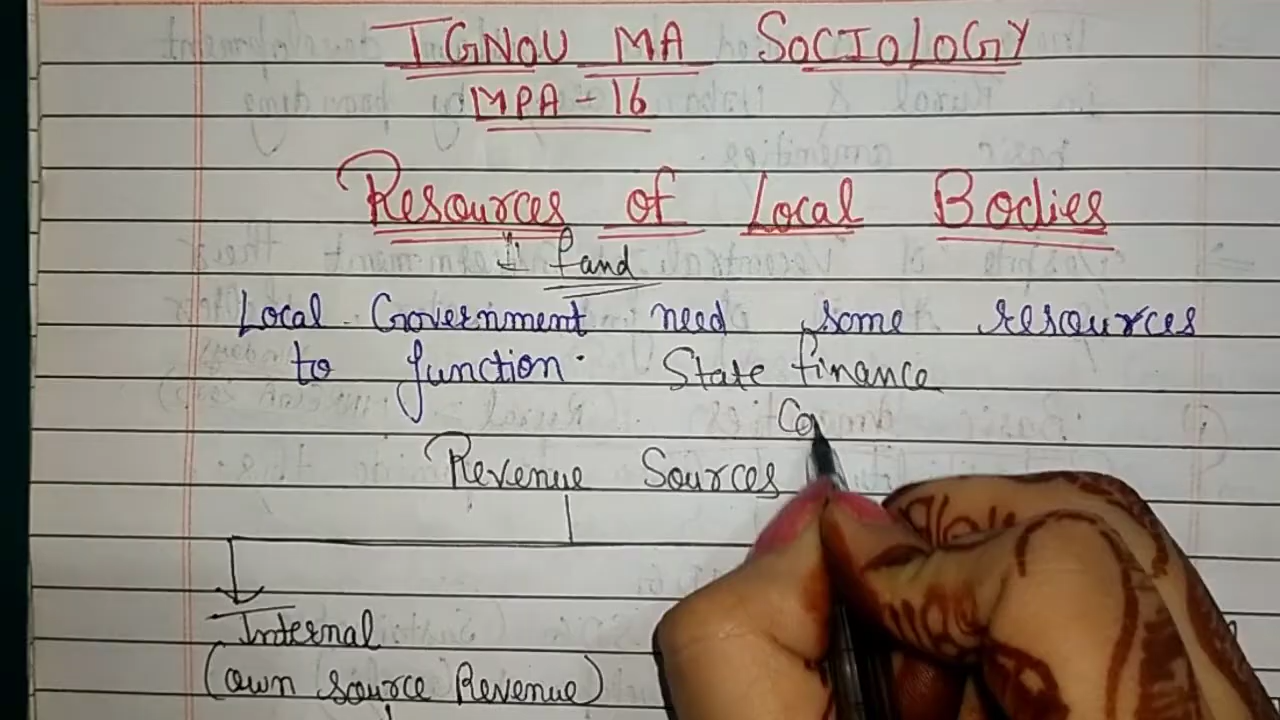 IGNOU MA SOCIOLOGY
MPA - 16
Resources of Local Bodies
↓ fand
Local Government need some resources
to function. State finance
Co
Revenue Sources
Internal
(own source Revenue)